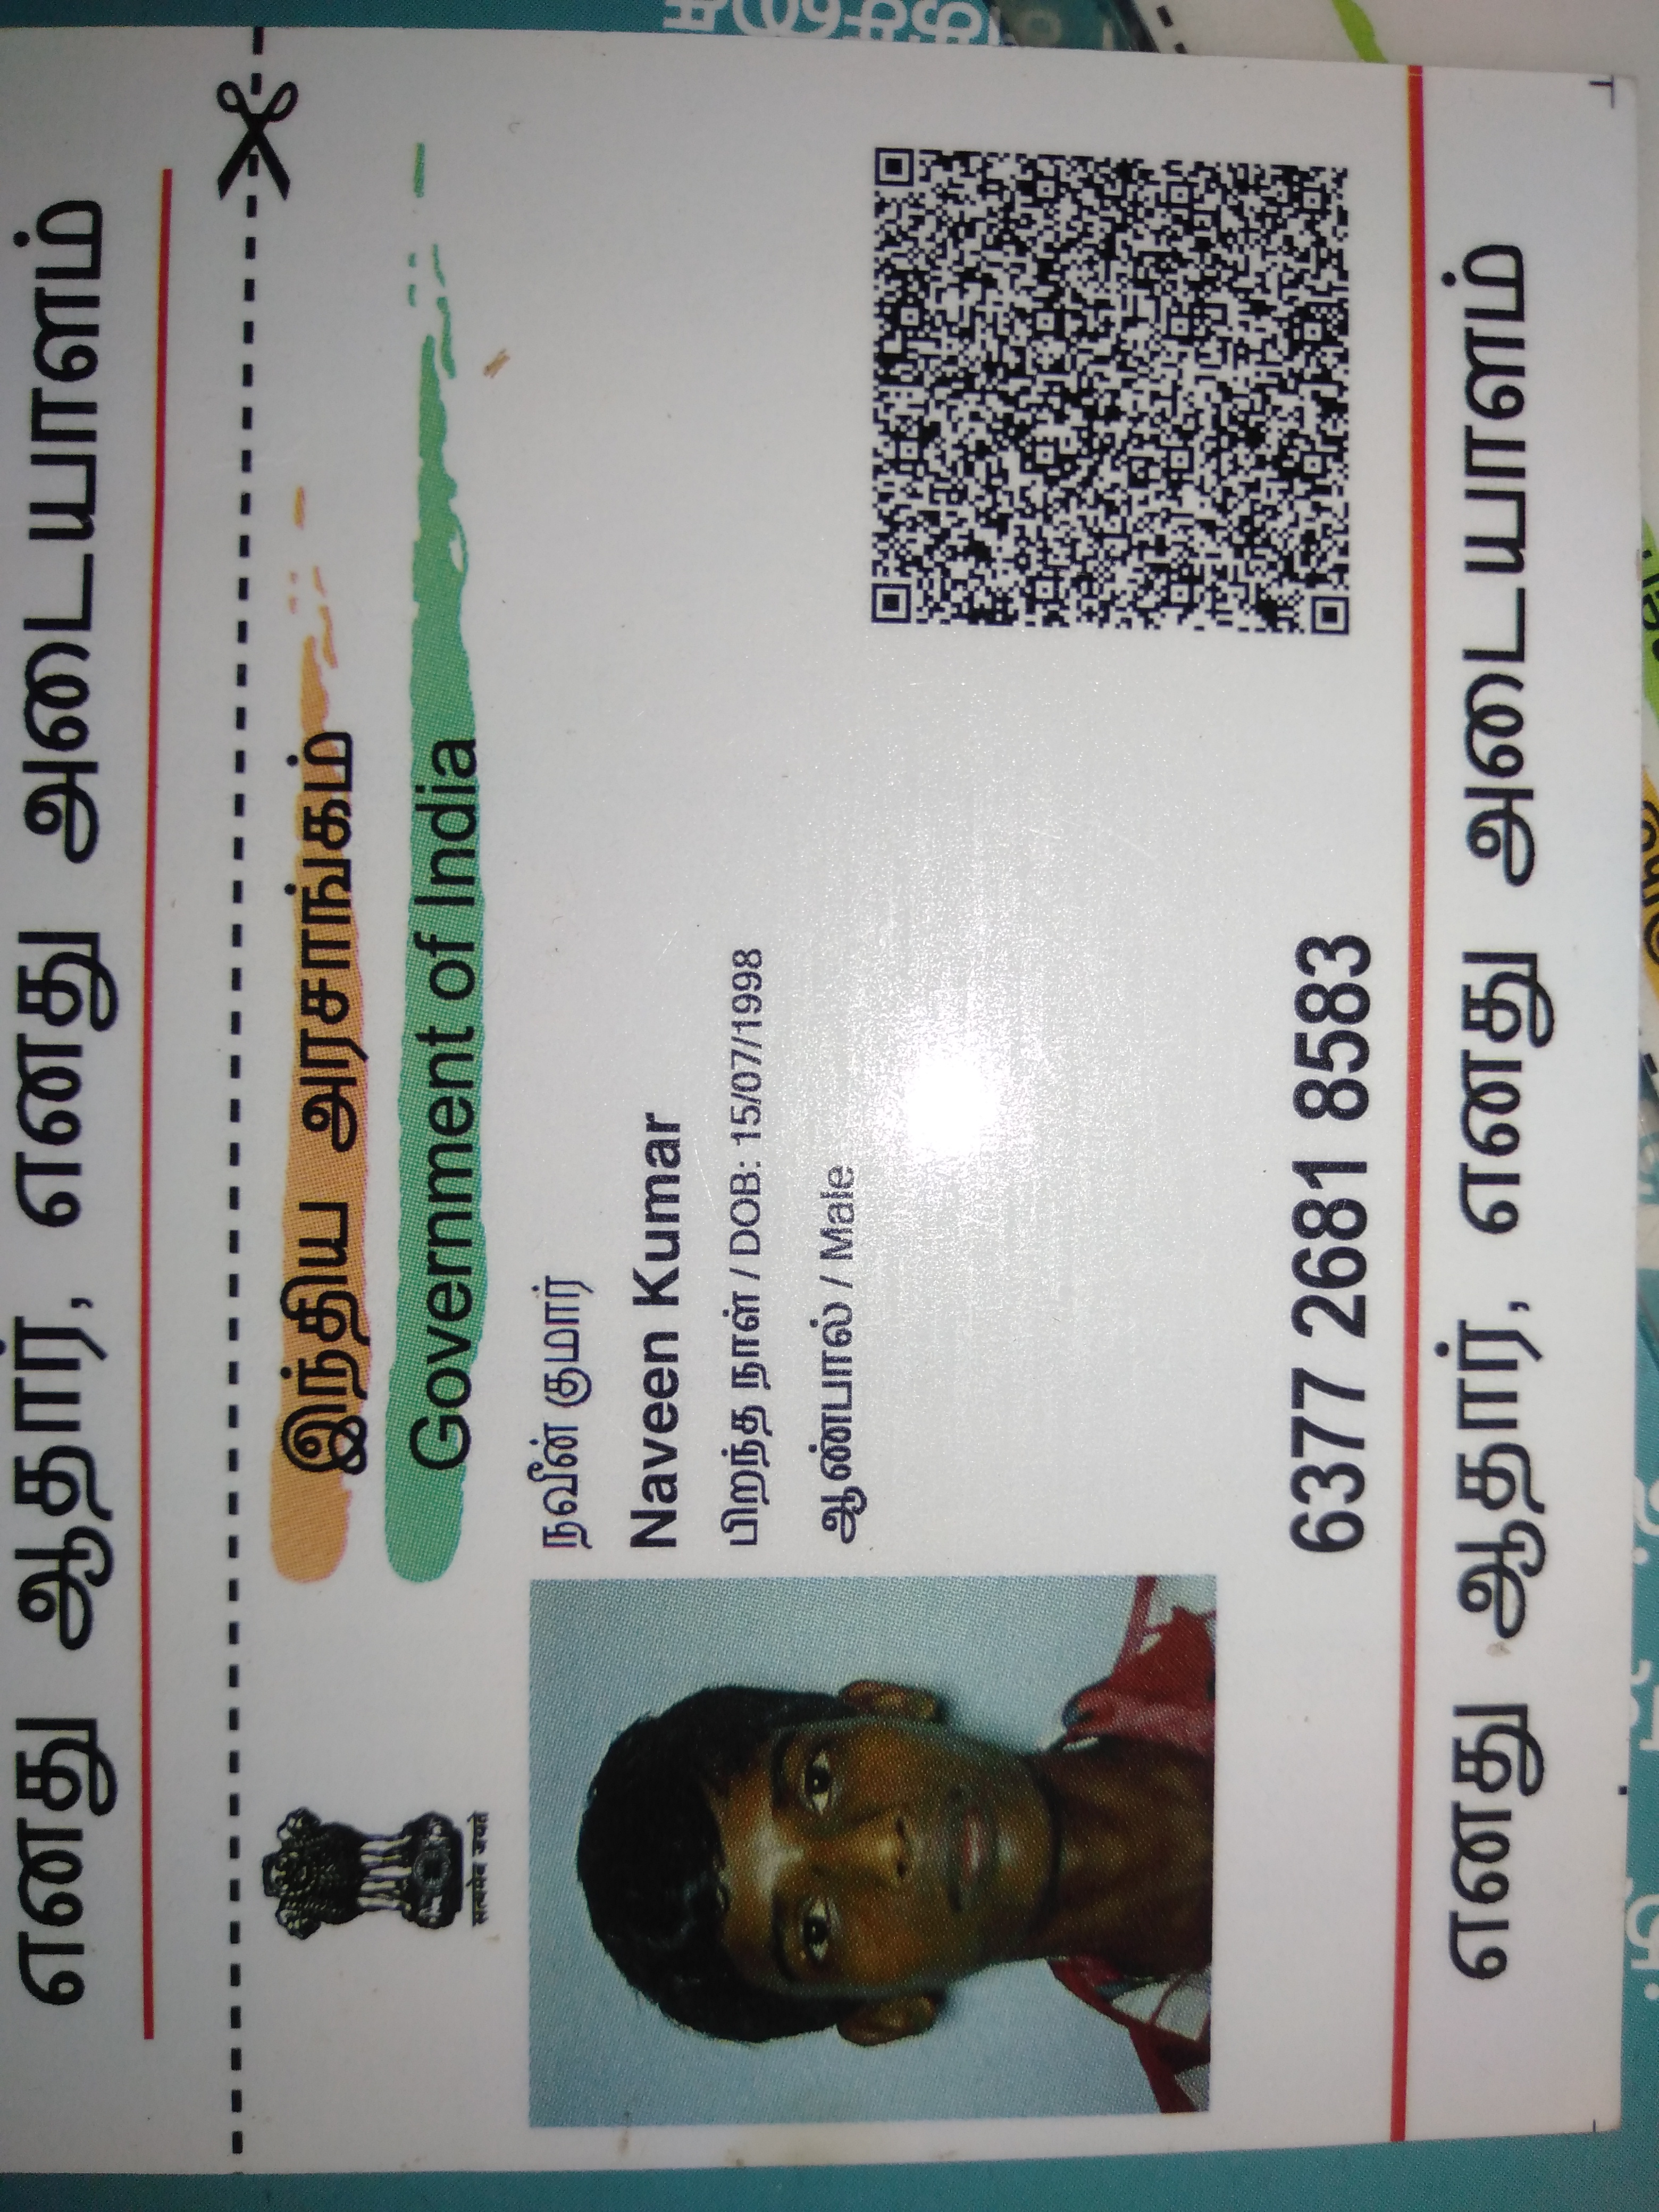 எனது ஆதார், எனது அடையாளம்
இந்திய அரசாங்கம்
Government of India
सत्यमेव जयते
நவீன் குமார்
Naveen Kumar
பிறந்த நாள் / DOB: 15/07/1998
ஆண்பால் / Male
6377 2681 8583
எனது ஆதார், எனது அடையாளம்